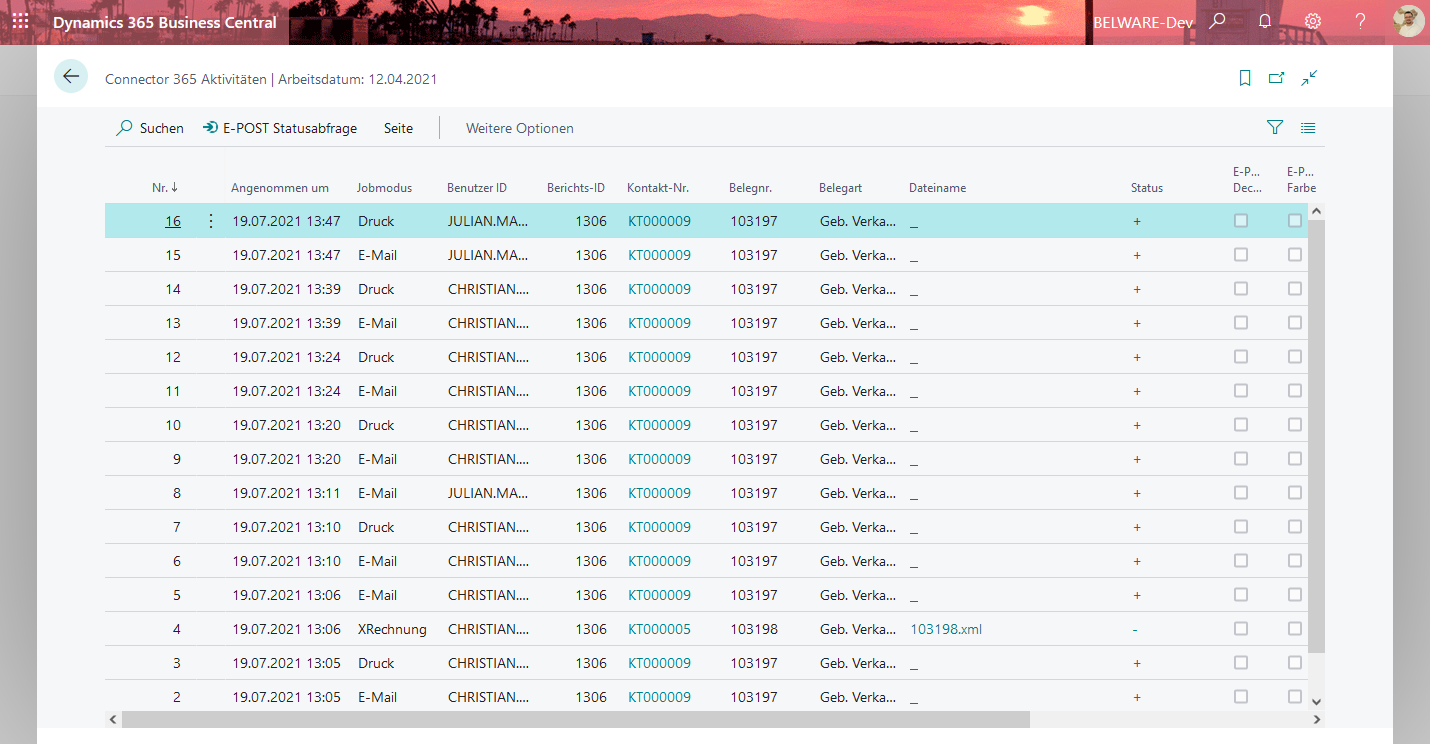 Dynamics 365 Business Central BELWARE-Dev ?
Connector 365 Aktivitäten | Arbeitsdatum: 12.04.2021
Suchen E-POST Statusabfrage Seite Weitere Optionen
Nr. ↓ Angenommen um Jobmodus Benutzer ID Berichts-ID Kontakt-Nr. Belegnr. Belegart Dateiname Status E-P... Dec... E-P... Farbe
16 19.07.2021 13:47 Druck JULIAN.MA... 1306 KT000009 103197 Geb. Verka... _ +
15 19.07.2021 13:47 E-Mail JULIAN.MA... 1306 KT000009 103197 Geb. Verka... _ +
14 19.07.2021 13:39 Druck CHRISTIAN.... 1306 KT000009 103197 Geb. Verka... _ +
13 19.07.2021 13:39 E-Mail CHRISTIAN.... 1306 KT000009 103197 Geb. Verka... _ +
12 19.07.2021 13:24 Druck CHRISTIAN.... 1306 KT000009 103197 Geb. Verka... _ +
11 19.07.2021 13:24 E-Mail CHRISTIAN.... 1306 KT000009 103197 Geb. Verka... _ +
10 19.07.2021 13:20 Druck CHRISTIAN.... 1306 KT000009 103197 Geb. Verka... _ +
9 19.07.2021 13:20 E-Mail CHRISTIAN.... 1306 KT000009 103197 Geb. Verka... _ +
8 19.07.2021 13:11 E-Mail JULIAN.MA... 1306 KT000009 103197 Geb. Verka... _ +
7 19.07.2021 13:10 Druck CHRISTIAN.... 1306 KT000009 103197 Geb. Verka... _ +
6 19.07.2021 13:10 E-Mail CHRISTIAN.... 1306 KT000009 103197 Geb. Verka... _ +
5 19.07.2021 13:06 E-Mail CHRISTIAN.... 1306 KT000009 103197 Geb. Verka... _ +
4 19.07.2021 13:06 XRechnung CHRISTIAN.... 1306 KT000005 103198 Geb. Verka... 103198.xml -
3 19.07.2021 13:05 Druck CHRISTIAN.... 1306 KT000009 103197 Geb. Verka... _ +
2 19.07.2021 13:05 E-Mail CHRISTIAN.... 1306 KT000009 103197 Geb. Verka... _ +